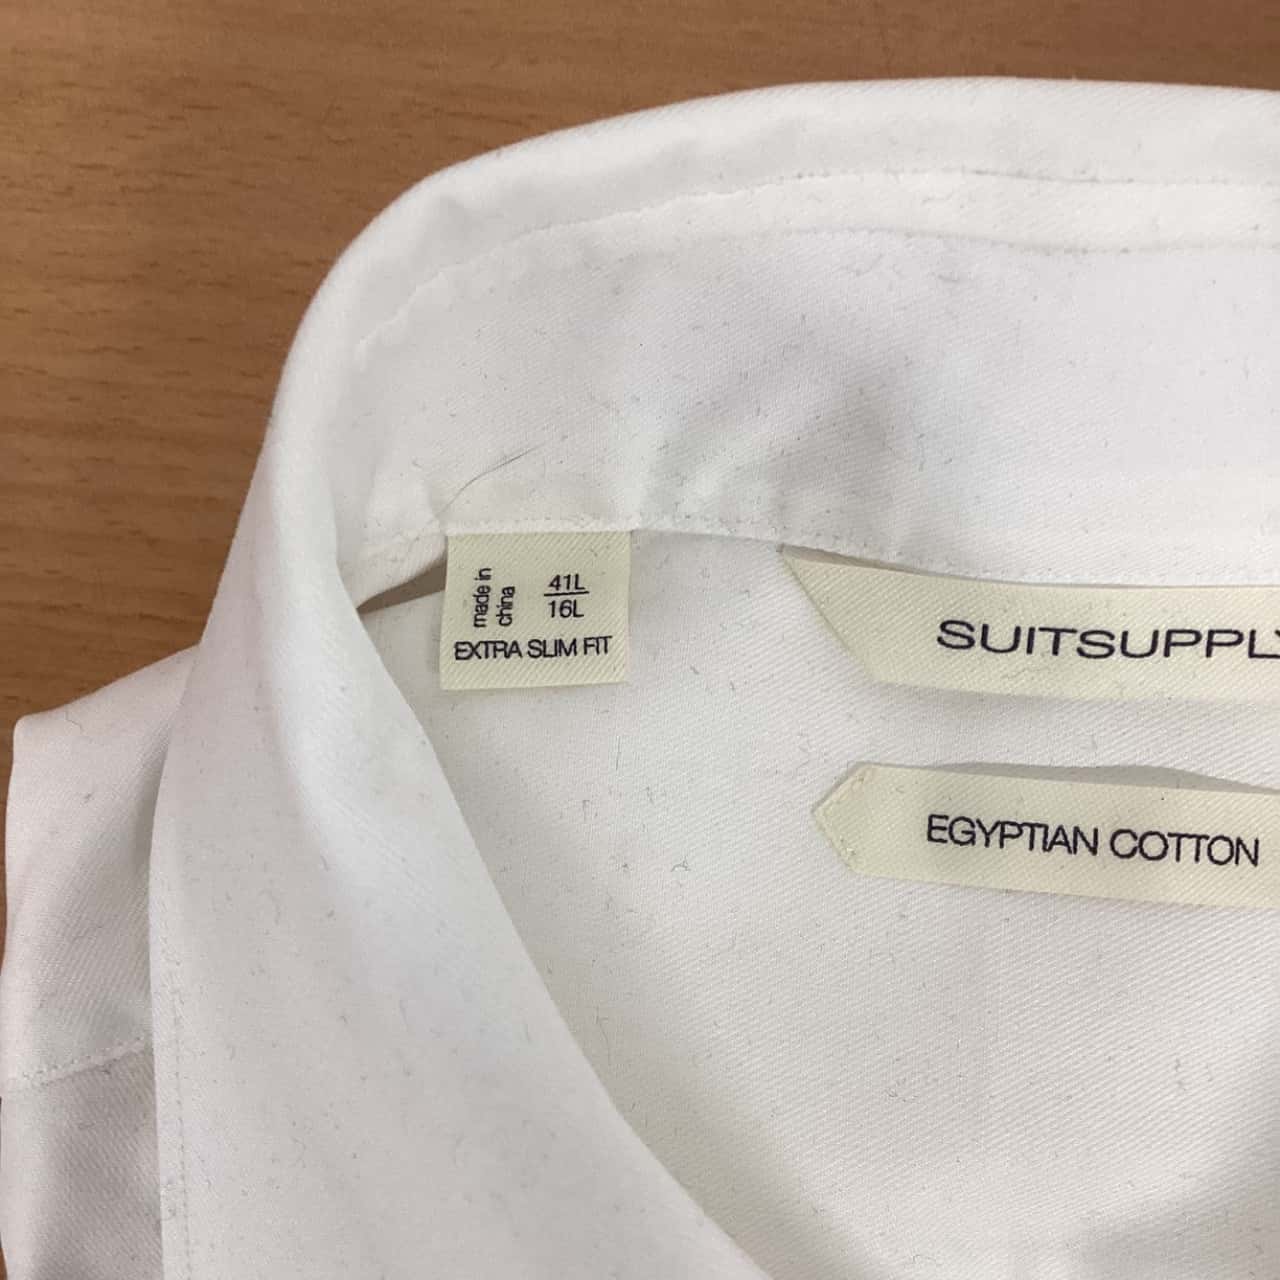 made in
china
41L
16L
EXTRA SLIM FIT
SUITSUPPLY
EGYPTIAN COTTON